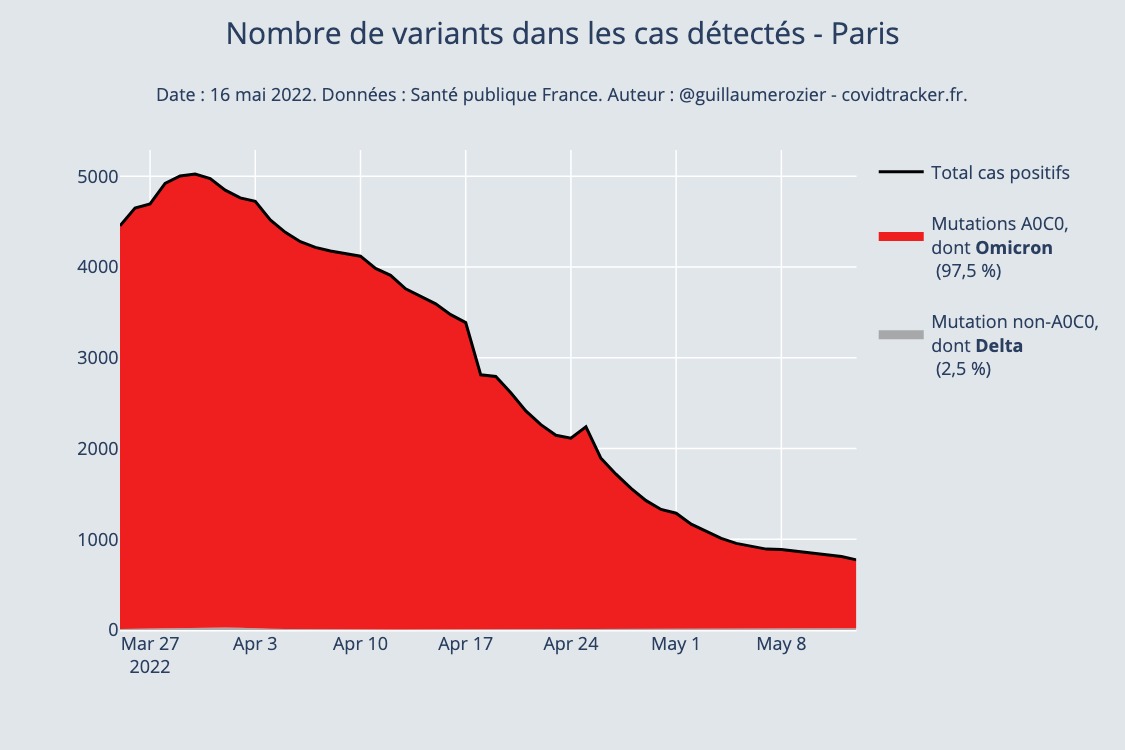 Nombre de variants dans les cas détectés - Paris
Date : 16 mai 2022. Données : Santé publique France. Auteur : @guillaumerozier - covidtracker.fr.
5000
4000
3000
2000
1000
0
Mar 27
2022
Apr 3
Apr 10
Apr 17
Apr 24
May 1
May 8
Total cas positifs
Mutations A0C0,
dont Omicron
(97,5 %)
Mutation non-A0C0,
dont Delta
(2,5 %)